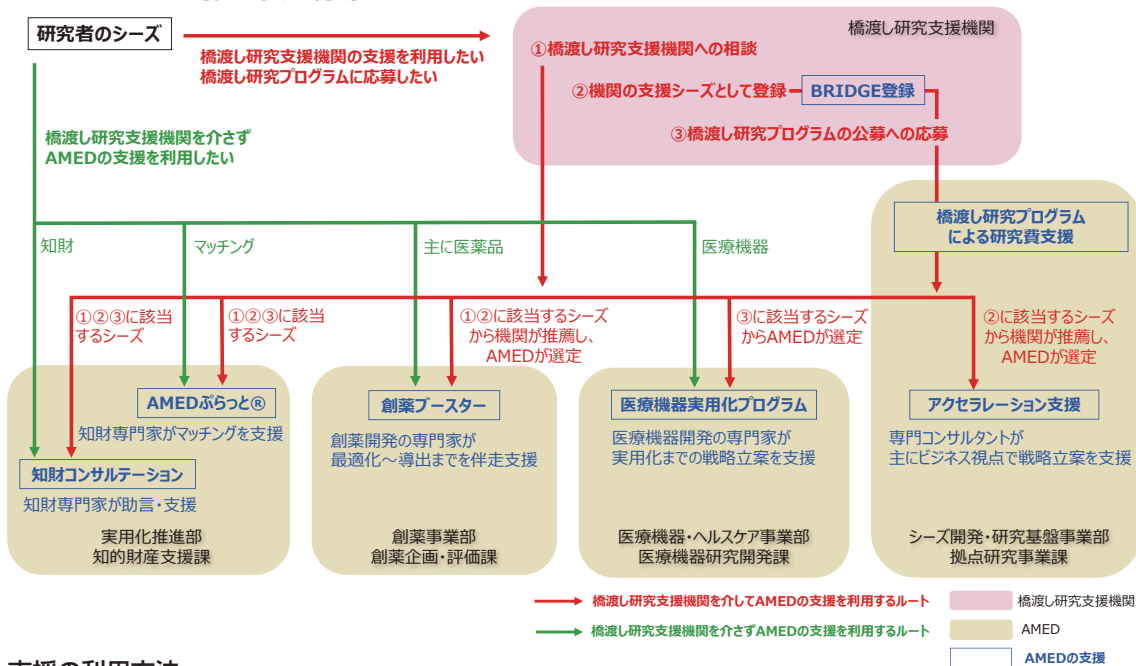 研究者のシーズ
橋渡し研究支援機関の支援を利用したい
橋渡し研究プログラムに応募したい
橋渡し研究支援機関
①橋渡し研究支援機関への相談
②機関の支援シーズとして登録
BRIDGE登録
③橋渡し研究プログラムの公募への応募
橋渡し研究支援機関を介さず
AMEDの支援を利用したい
橋渡し研究プログラム
による研究費支援
知財
マッチング
主に医薬品
医療機器
①②③に該当
するシーズ
①②③に該当
するシーズ
①②に該当するシーズ
から機関が推薦し、
AMEDが選定
③に該当するシーズ
からAMEDが選定
②に該当するシーズ
から機関が推薦し、
AMEDが選定
AMEDぷらっと®
知財専門家がマッチングを支援
知財コンサルテーション
知財専門家が助言・支援
実用化推進部
知的財産支援課
創薬ブースター
創薬開発の専門家が
最適化～導出までを伴走支援
創薬事業部
創薬企画・評価課
医療機器実用化プログラム
医療機器開発の専門家が
実用化までの戦略立案を支援
医療機器・ヘルスケア事業部
医療機器研究開発課
アクセラレーション支援
専門コンサルタントが
主にビジネス視点で戦略立案を支援
シーズ開発・研究基盤事業部
拠点研究事業課
橋渡し研究支援機関を介してAMEDの支援を利用するルート
橋渡し研究支援機関
橋渡し研究支援機関を介さずAMEDの支援を利用するルート
AMED
AMEDの支援